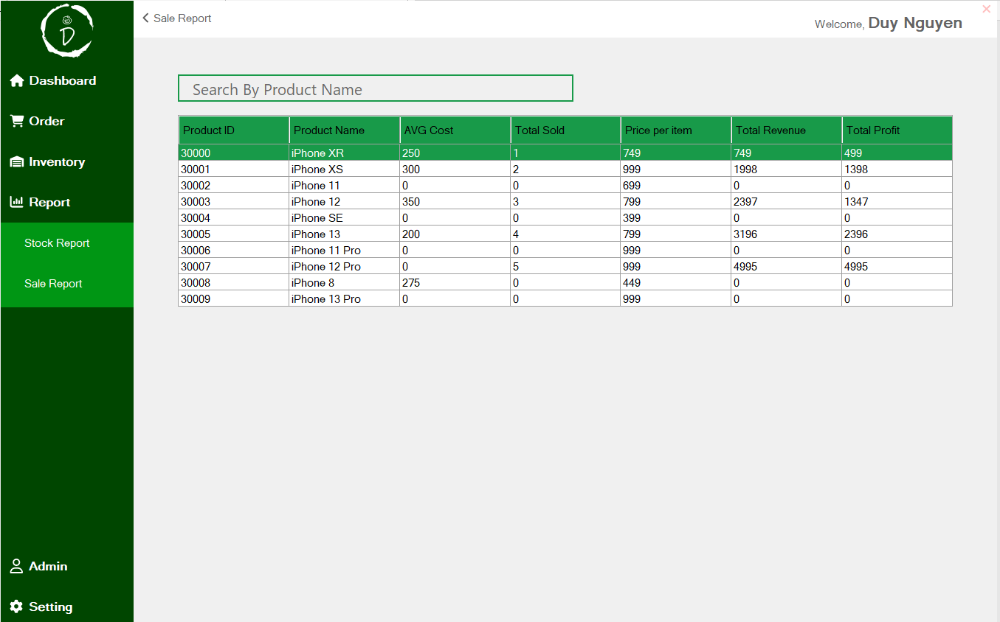 D
Sale Report
Welcome, Duy Nguyen
Dashboard
Order
Inventory
Report
Stock Report
Sale Report
Admin
Setting
Search By Product Name
Product ID Product Name AVG Cost Total Sold Price per item Total Revenue Total Profit
30000 iPhone XR 250 1 749 749 499
30001 iPhone XS 300 2 999 1998 1398
30002 iPhone 11 0 0 699 0 0
30003 iPhone 12 350 3 799 2397 1347
30004 iPhone SE 0 0 399 0 0
30005 iPhone 13 200 4 799 3196 2396
30006 iPhone 11 Pro 0 0 999 0 0
30007 iPhone 12 Pro 0 5 999 4995 4995
30008 iPhone 8 275 0 449 0 0
30009 iPhone 13 Pro 0 0 999 0 0